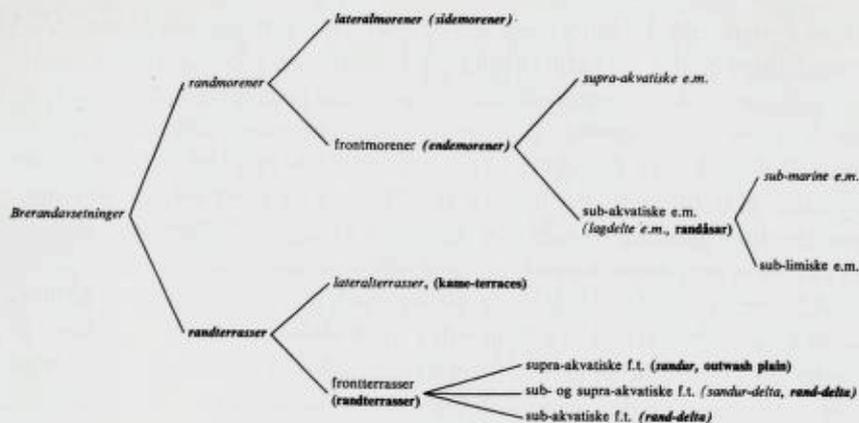 lateralmorener (sidemorener)
randmorener
supra-akvatiske e.m.
frontmorener (endemorener)
sub-marine e.m.
Brerandavsetninger
sub-akvatiske e.m.
(lagdelte e.m., randåsar)
sub-limiske e.m.
lateralterrasser, (kame-terraces)
randterrasser
supra-akvatiske f.t. (sandur, outwash plain)
frontterrasser
(randterrasser)
sub- og supra-akvatiske f.t. (sandur-delta, rand-delta)
sub-akvatiske f.t. (rand-delta)